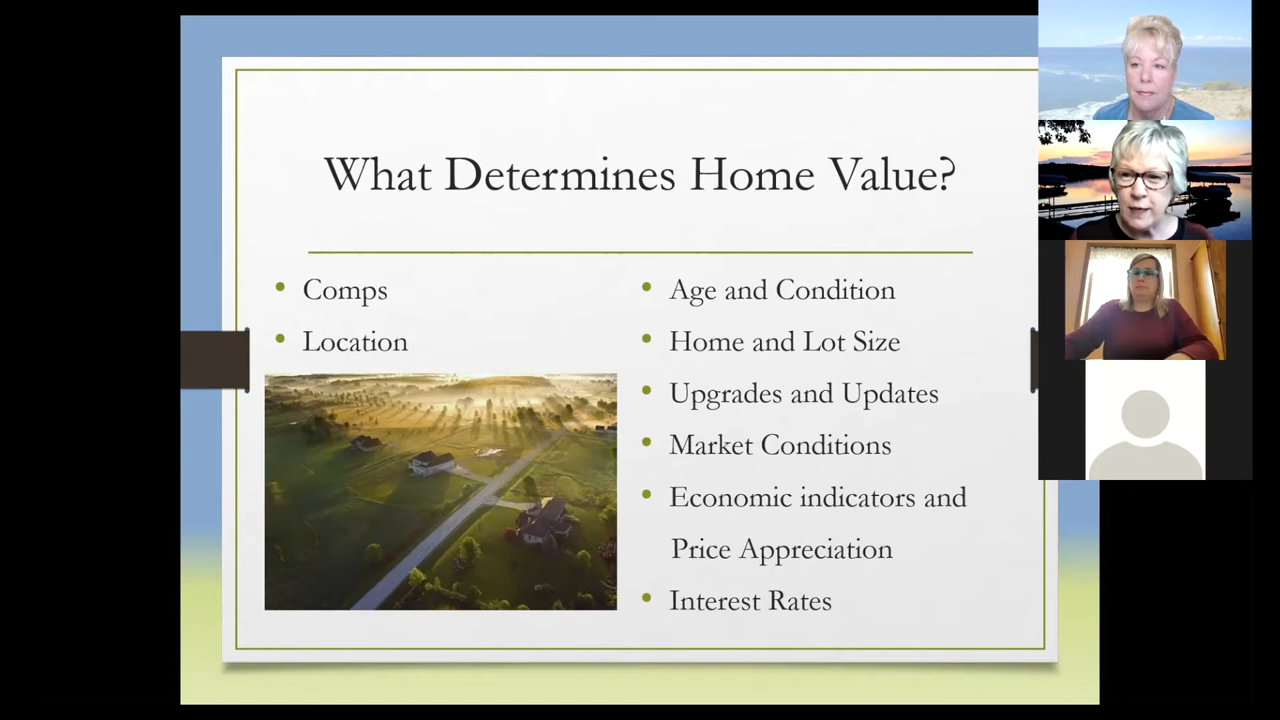 What Determines Home Value?
Comps
Location
Age and Condition
Home and Lot Size
Upgrades and Updates
Market Conditions
Economic indicators and
Price Appreciation
Interest Rates